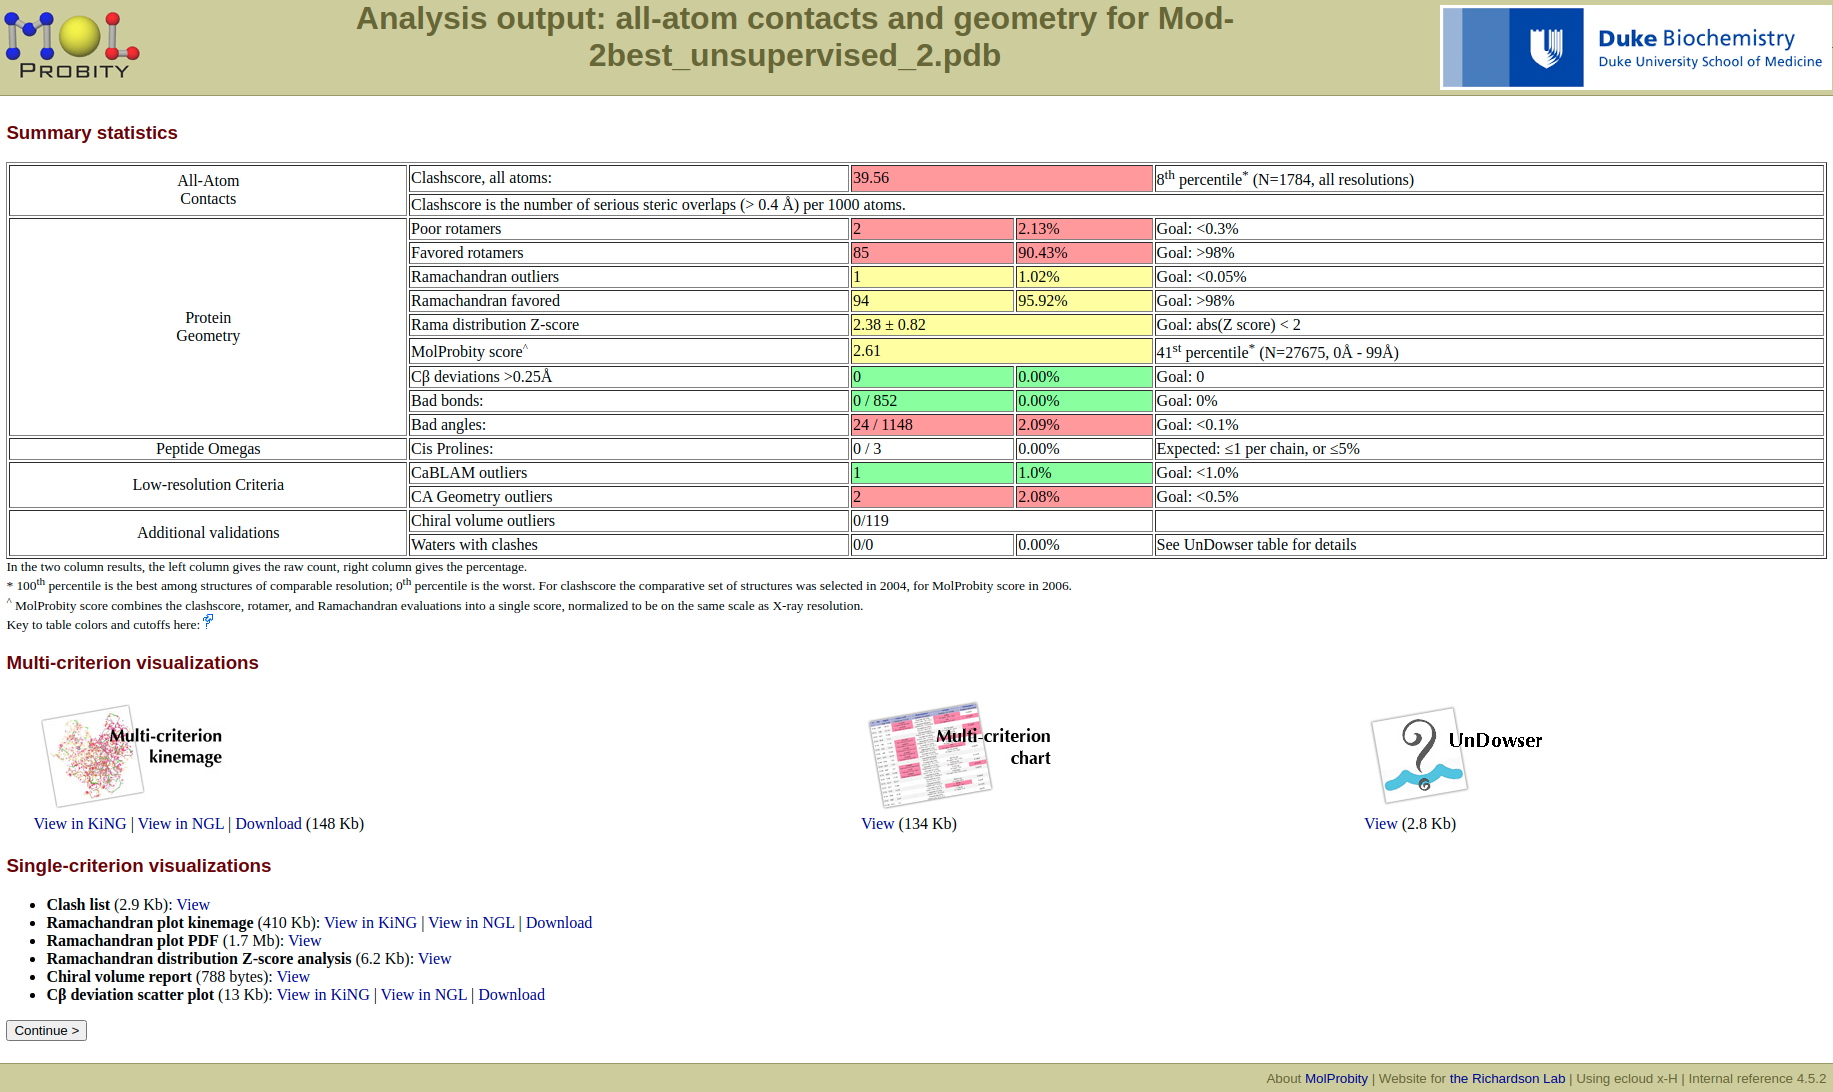 PROBITY
Analysis output: all-atom contacts and geometry for Mod-
2best_unsupervised_2.pdb
Duke Biochemistry
Duke University School of Medicine
Summary statistics
All-Atom
Contacts
Clashscore, all atoms: 39.56 8th percentile* (N=1784, all resolutions)
Clashscore is the number of serious steric overlaps (> 0.4 Å) per 1000 atoms.
Protein
Geometry
Poor rotamers 2 2.13% Goal: <0.3%
Favored rotamers 85 90.43% Goal: >98%
Ramachandran outliers 1 1.02% Goal: <0.05%
Ramachandran favored 94 95.92% Goal: >98%
Rama distribution Z-score 2.38 ± 0.82 Goal: abs(Z score) < 2
MolProbity score^ 2.61 41st percentile* (N=27675, 0Å - 99Å)
Cβ deviations >0.25Å 0 0.00% Goal: 0
Bad bonds: 0 / 852 0.00% Goal: 0%
Bad angles: 24 / 1148 2.09% Goal: <0.1%
Peptide Omegas Cis Prolines: 0 / 3 0.00% Expected: ≤1 per chain, or ≤5%
Low-resolution Criteria
CaBLAM outliers 1 1.0% Goal: <1.0%
CA Geometry outliers 2 2.08% Goal: <0.5%
Additional validations
Chiral volume outliers 0/119
Waters with clashes 0/0 0.00% See UnDowser table for details
In the two column results, the left column gives the raw count, right column gives the percentage.
* 100th percentile is the best among structures of comparable resolution; 0th percentile is the worst. For clashscore the comparative set of structures was selected in 2004, for MolProbity score in 2006.
^ MolProbity score combines the clashscore, rotamer, and Ramachandran evaluations into a single score, normalized to be on the same scale as X-ray resolution.
Key to table colors and cutoffs here: ?
Multi-criterion visualizations
Multi-criterion
kinemage
Multi-criterion
chart
UnDowser
View in KiNG | View in NGL | Download (148 Kb)
View (134 Kb)
View (2.8 Kb)
Single-criterion visualizations
• Clash list (2.9 Kb): View
• Ramachandran plot kinemage (410 Kb): View in KiNG | View in NGL | Download
• Ramachandran plot PDF (1.7 Mb): View
• Ramachandran distribution Z-score analysis (6.2 Kb): View
• Chiral volume report (788 bytes): View
• Cβ deviation scatter plot (13 Kb): View in KiNG | View in NGL | Download
Continue >
About MolProbity | Website for the Richardson Lab | Using ecloud x-H | Internal reference 4.5.2